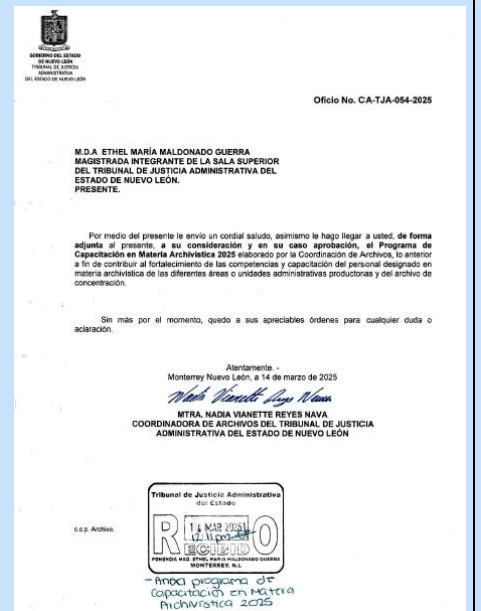 GOBIERNO DEL ESTADO
DE NUEVO LEÓN
TRIBUNAL DE JUSTICIA
ADMINISTRATIVA
DEL ESTADO DE NUEVO LEÓN
Oficio No. CA-TJA-054-2025
M.D.A ETHEL MARÍA MALDONADO GUERRA
MAGISTRADA INTEGRANTE DE LA SALA SUPERIOR
DEL TRIBUNAL DE JUSTICIA ADMINISTRATIVA DEL
ESTADO DE NUEVO LEÓN.
PRESENTE.
Por medio del presente le envío un cordial saludo, asimismo le hago llegar a usted, de forma
adjunta al presente, a su consideración y en su caso aprobación, el Programa de
Capacitación en Materia Archivística 2025 elaborado por la Coordinación de Archivos, lo anterior
a fin de contribuir al fortalecimiento de las competencias y capacitación del personal designado en
materia archivística de las diferentes áreas o unidades administrativas productoras y del archivo de
concentración.
Sin más por el momento, quedo a sus apreciables órdenes para cualquier duda o
aclaración.
Atentamente. -
Monterrey Nuevo León, a 14 de marzo de 2025
Nadia Vianette Reyes Nava
MTRA. NADIA VIANETTE REYES NAVA
COORDINADORA DE ARCHIVOS DEL TRIBUNAL DE JUSTICIA
ADMINISTRATIVA DEL ESTADO DE NUEVO LEÓN
Tribunal de Justicia Administrativa
del Estado
14 MAR 2025
RECIBIDO
PONENCIA MAG. ETHEL MARÍA MALDONADO GUERRA
MONTERREY, N.L
c.c.p. Archivo.
- Anexa programa de
Capacitación en Matera
Archivística 2025